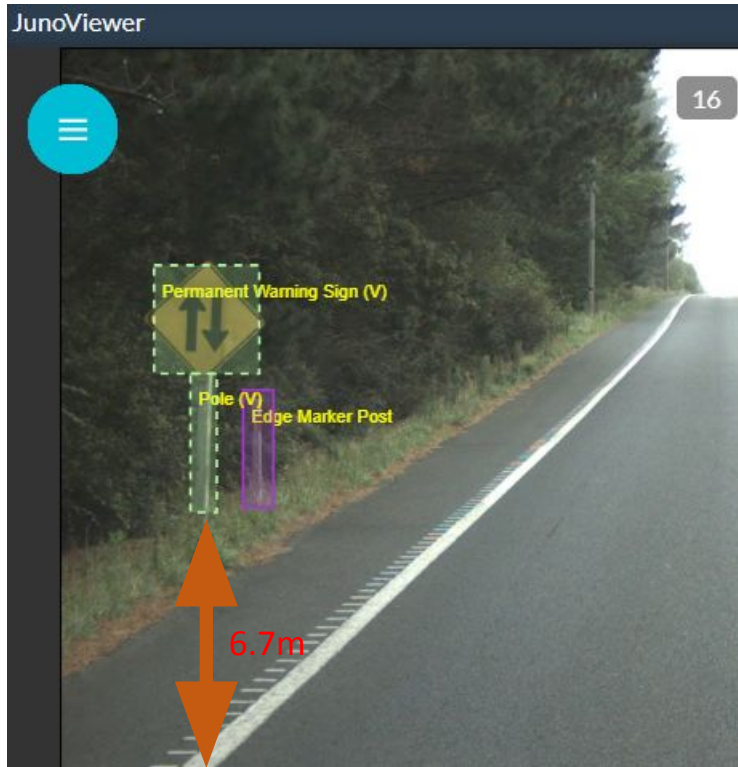 JunoViewer
16
Permanent Warning Sign (V)
Pole (V)
Edge Marker Post
6.7m